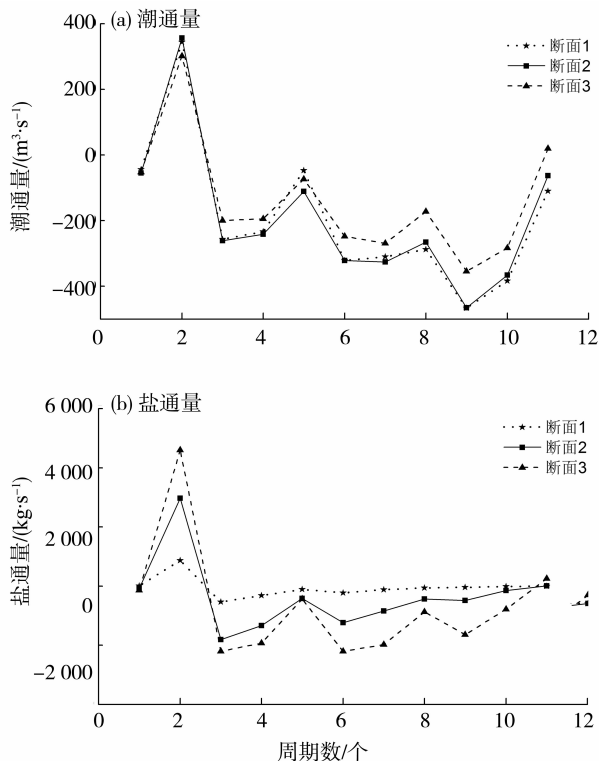 (a) 潮通量
断面1
断面2
断面3
潮通量/(m³·s⁻¹)
400
200
0
−200
−400
0 2 4 6 8 10 12
(b) 盐通量
断面1
断面2
断面3
盐通量/(kg·s⁻¹)
6 000
4 000
2 000
0
−2 000
0 2 4 6 8 10 12
周期数/个